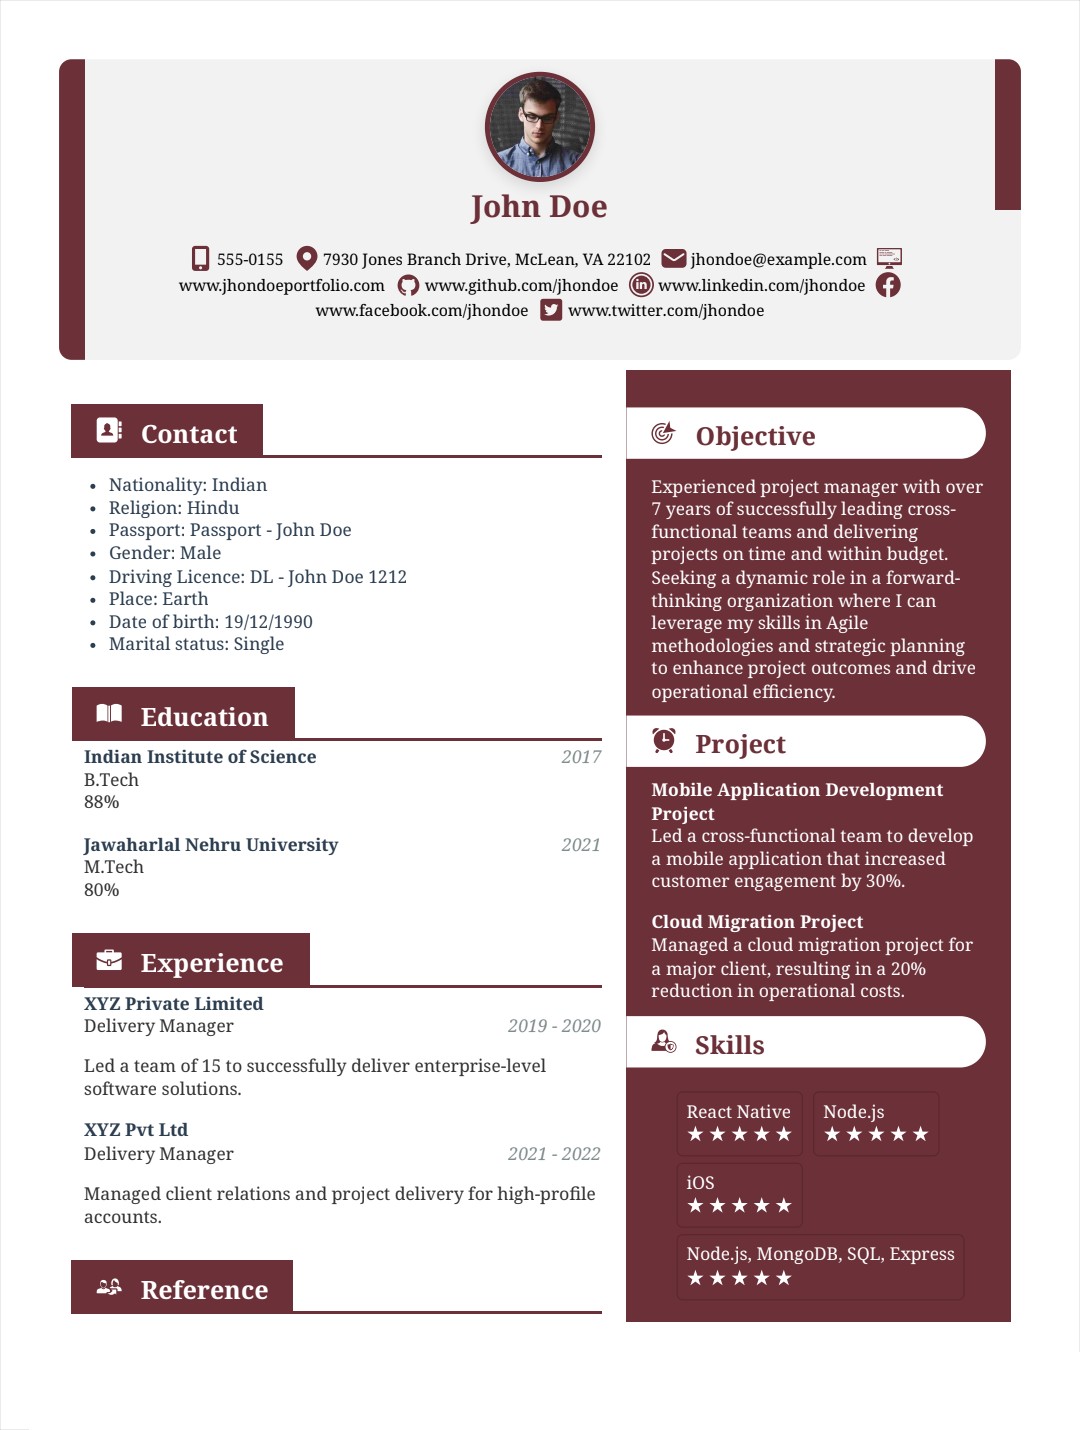 John Doe
555-0155 7930 Jones Branch Drive, McLean, VA 22102 jhondoe@example.com
www.jhondoeportfolio.com www.github.com/jhondoe www.linkedin.com/jhondoe
www.facebook.com/jhondoe www.twitter.com/jhondoe
Contact
• Nationality: Indian
• Religion: Hindu
• Passport: Passport - John Doe
• Gender: Male
• Driving Licence: DL - John Doe 1212
• Place: Earth
• Date of birth: 19/12/1990
• Marital status: Single
Education
Indian Institute of Science 2017
B.Tech
88%
Jawaharlal Nehru University 2021
M.Tech
80%
Experience
XYZ Private Limited
Delivery Manager 2019 - 2020
Led a team of 15 to successfully deliver enterprise-level
software solutions.
XYZ Pvt Ltd
Delivery Manager 2021 - 2022
Managed client relations and project delivery for high-profile
accounts.
Reference
Objective
Experienced project manager with over
7 years of successfully leading cross-
functional teams and delivering
projects on time and within budget.
Seeking a dynamic role in a forward-
thinking organization where I can
leverage my skills in Agile
methodologies and strategic planning
to enhance project outcomes and drive
operational efficiency.
Project
Mobile Application Development
Project
Led a cross-functional team to develop
a mobile application that increased
customer engagement by 30%.
Cloud Migration Project
Managed a cloud migration project for
a major client, resulting in a 20%
reduction in operational costs.
Skills
React Native Node.js
★ ★ ★ ★ ★ ★ ★ ★ ★ ★
iOS
★ ★ ★ ★ ★
Node.js, MongoDB, SQL, Express
★ ★ ★ ★ ★